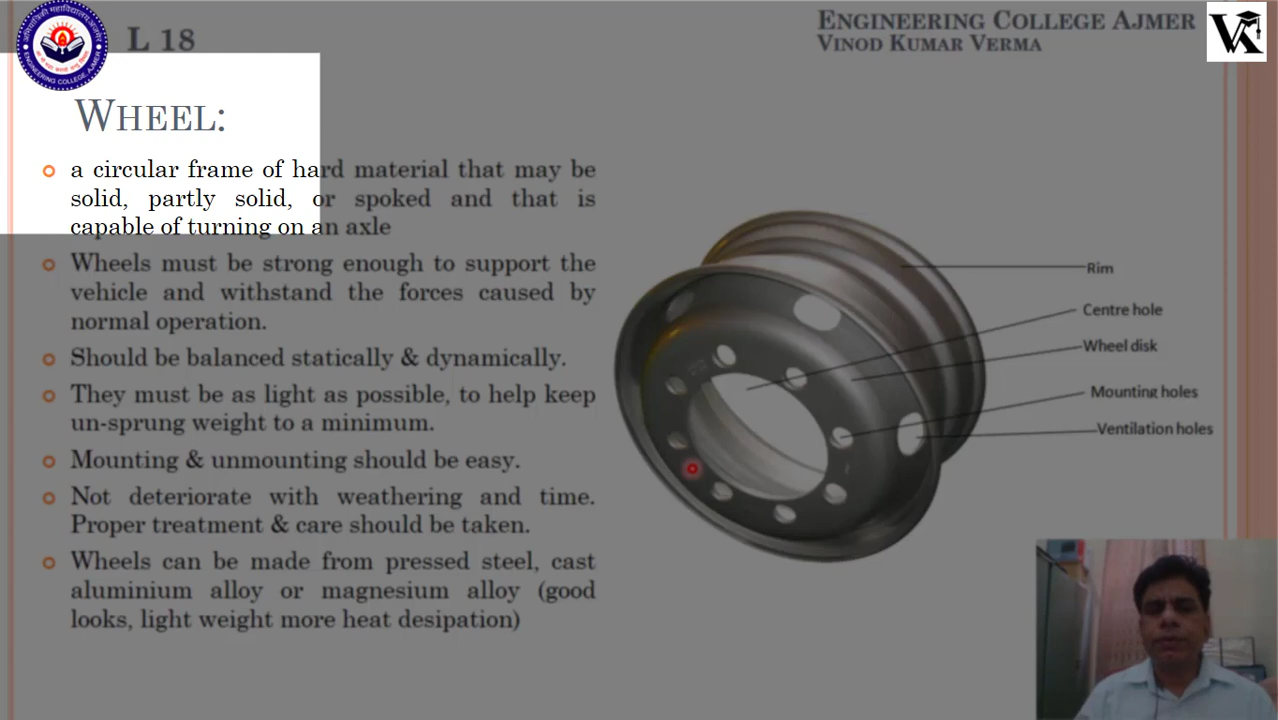 L 18
ENGINEERING COLLEGE AJMER
VINOD KUMAR VERMA
WHEEL:
a circular frame of hard material that may be
solid, partly solid, or spoked and that is
capable of turning on an axle
Wheels must be strong enough to support the
vehicle and withstand the forces caused by
normal operation.
Should be balanced statically & dynamically.
They must be as light as possible, to help keep
un-sprung weight to a minimum.
Mounting & unmounting should be easy.
Not deteriorate with weathering and time.
Proper treatment & care should be taken.
Wheels can be made from pressed steel, cast
aluminium alloy or magnesium alloy (good
looks, light weight more heat desipation)
Rim
Centre hole
Wheel disk
Mounting holes
Ventilation holes